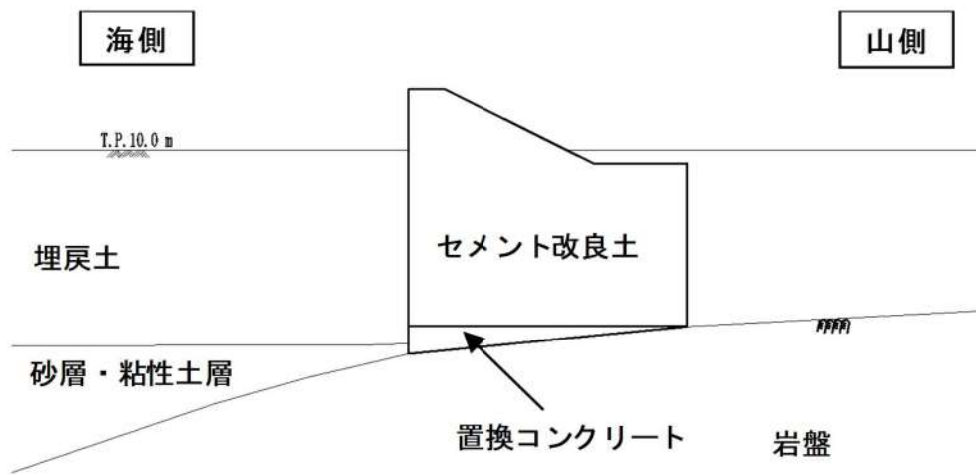 海側
山側
T.P.10.0 m
埋戻土
セメント改良土
砂層・粘性土層
置換コンクリート
岩盤